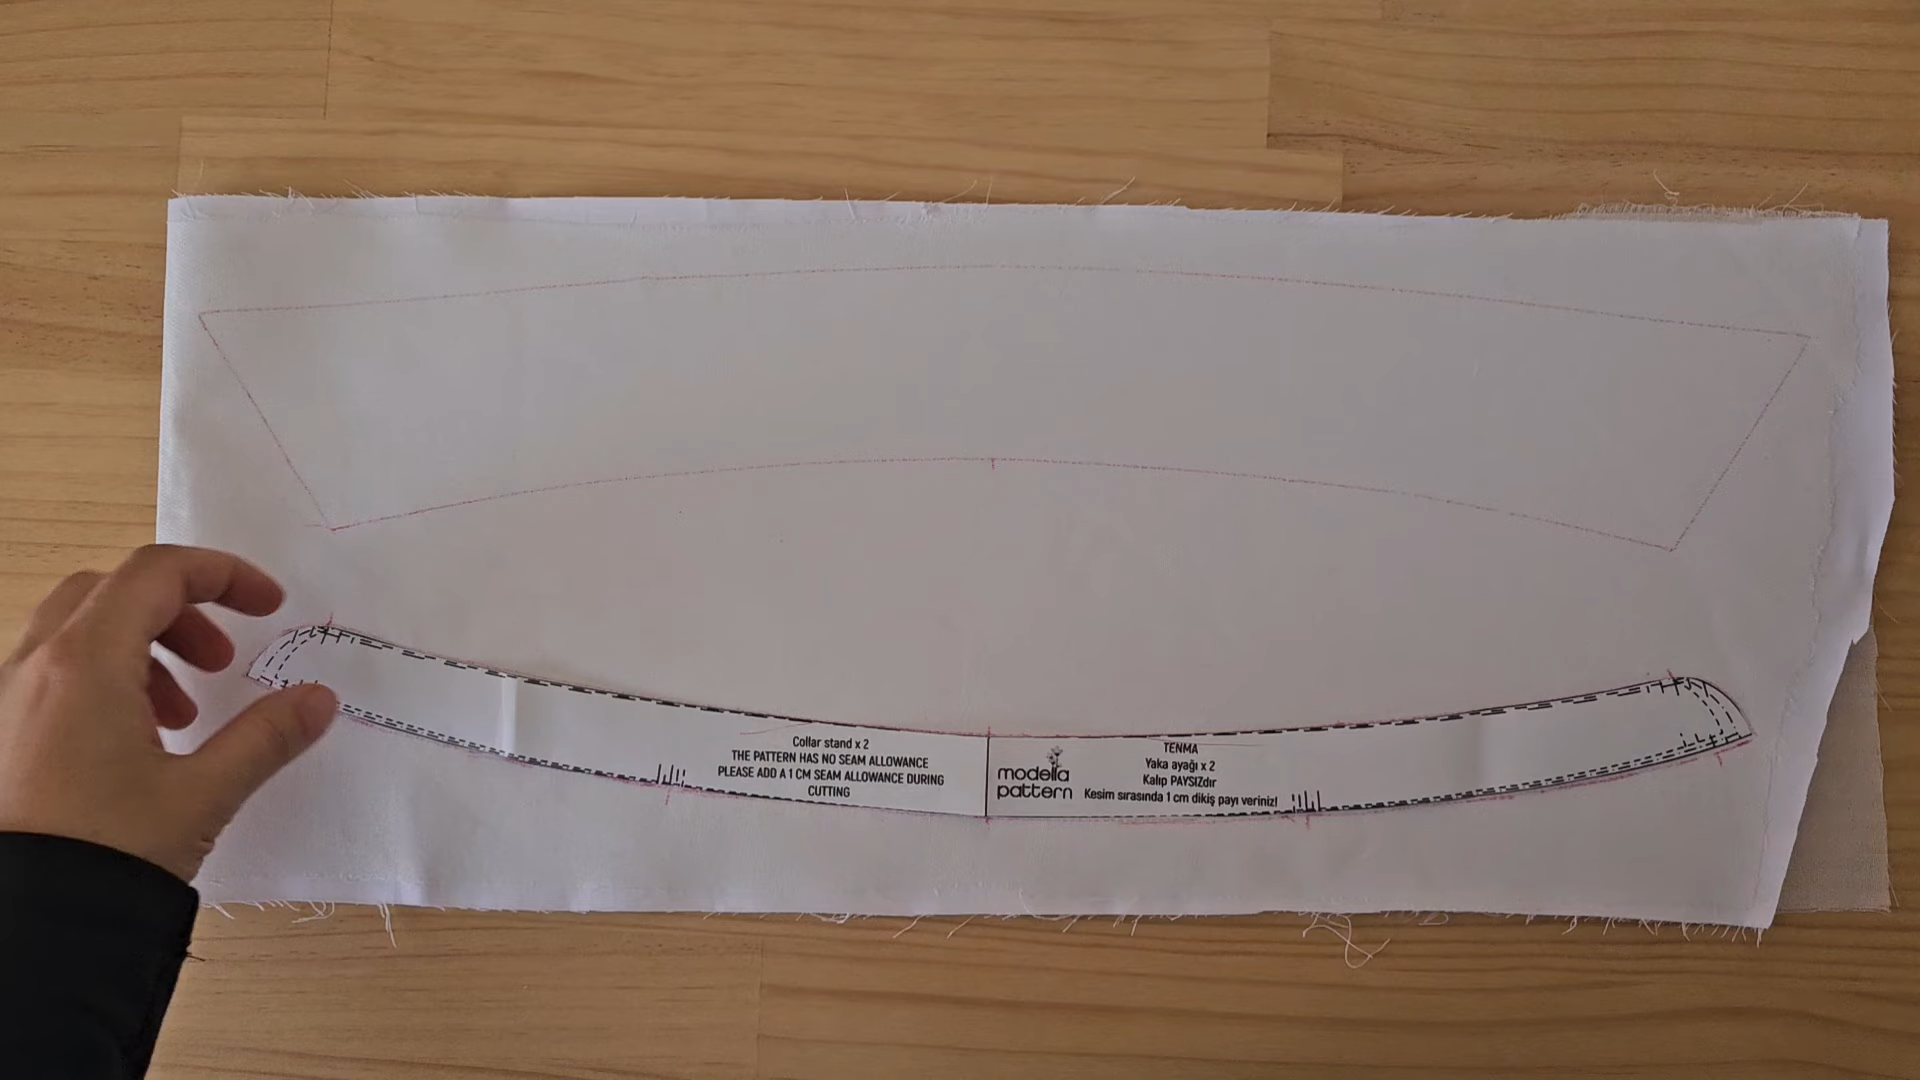 Collar stand x 2
THE PATTERN HAS NO SEAM ALLOWANCE
PLEASE ADD A 1 CM SEAM ALLOWANCE DURING
CUTTING
modella
pattern
TENMA
Yaka ayağı x 2
Kalıp PAYSIZdır
Kesim sırasında 1 cm dikiş payı veriniz!